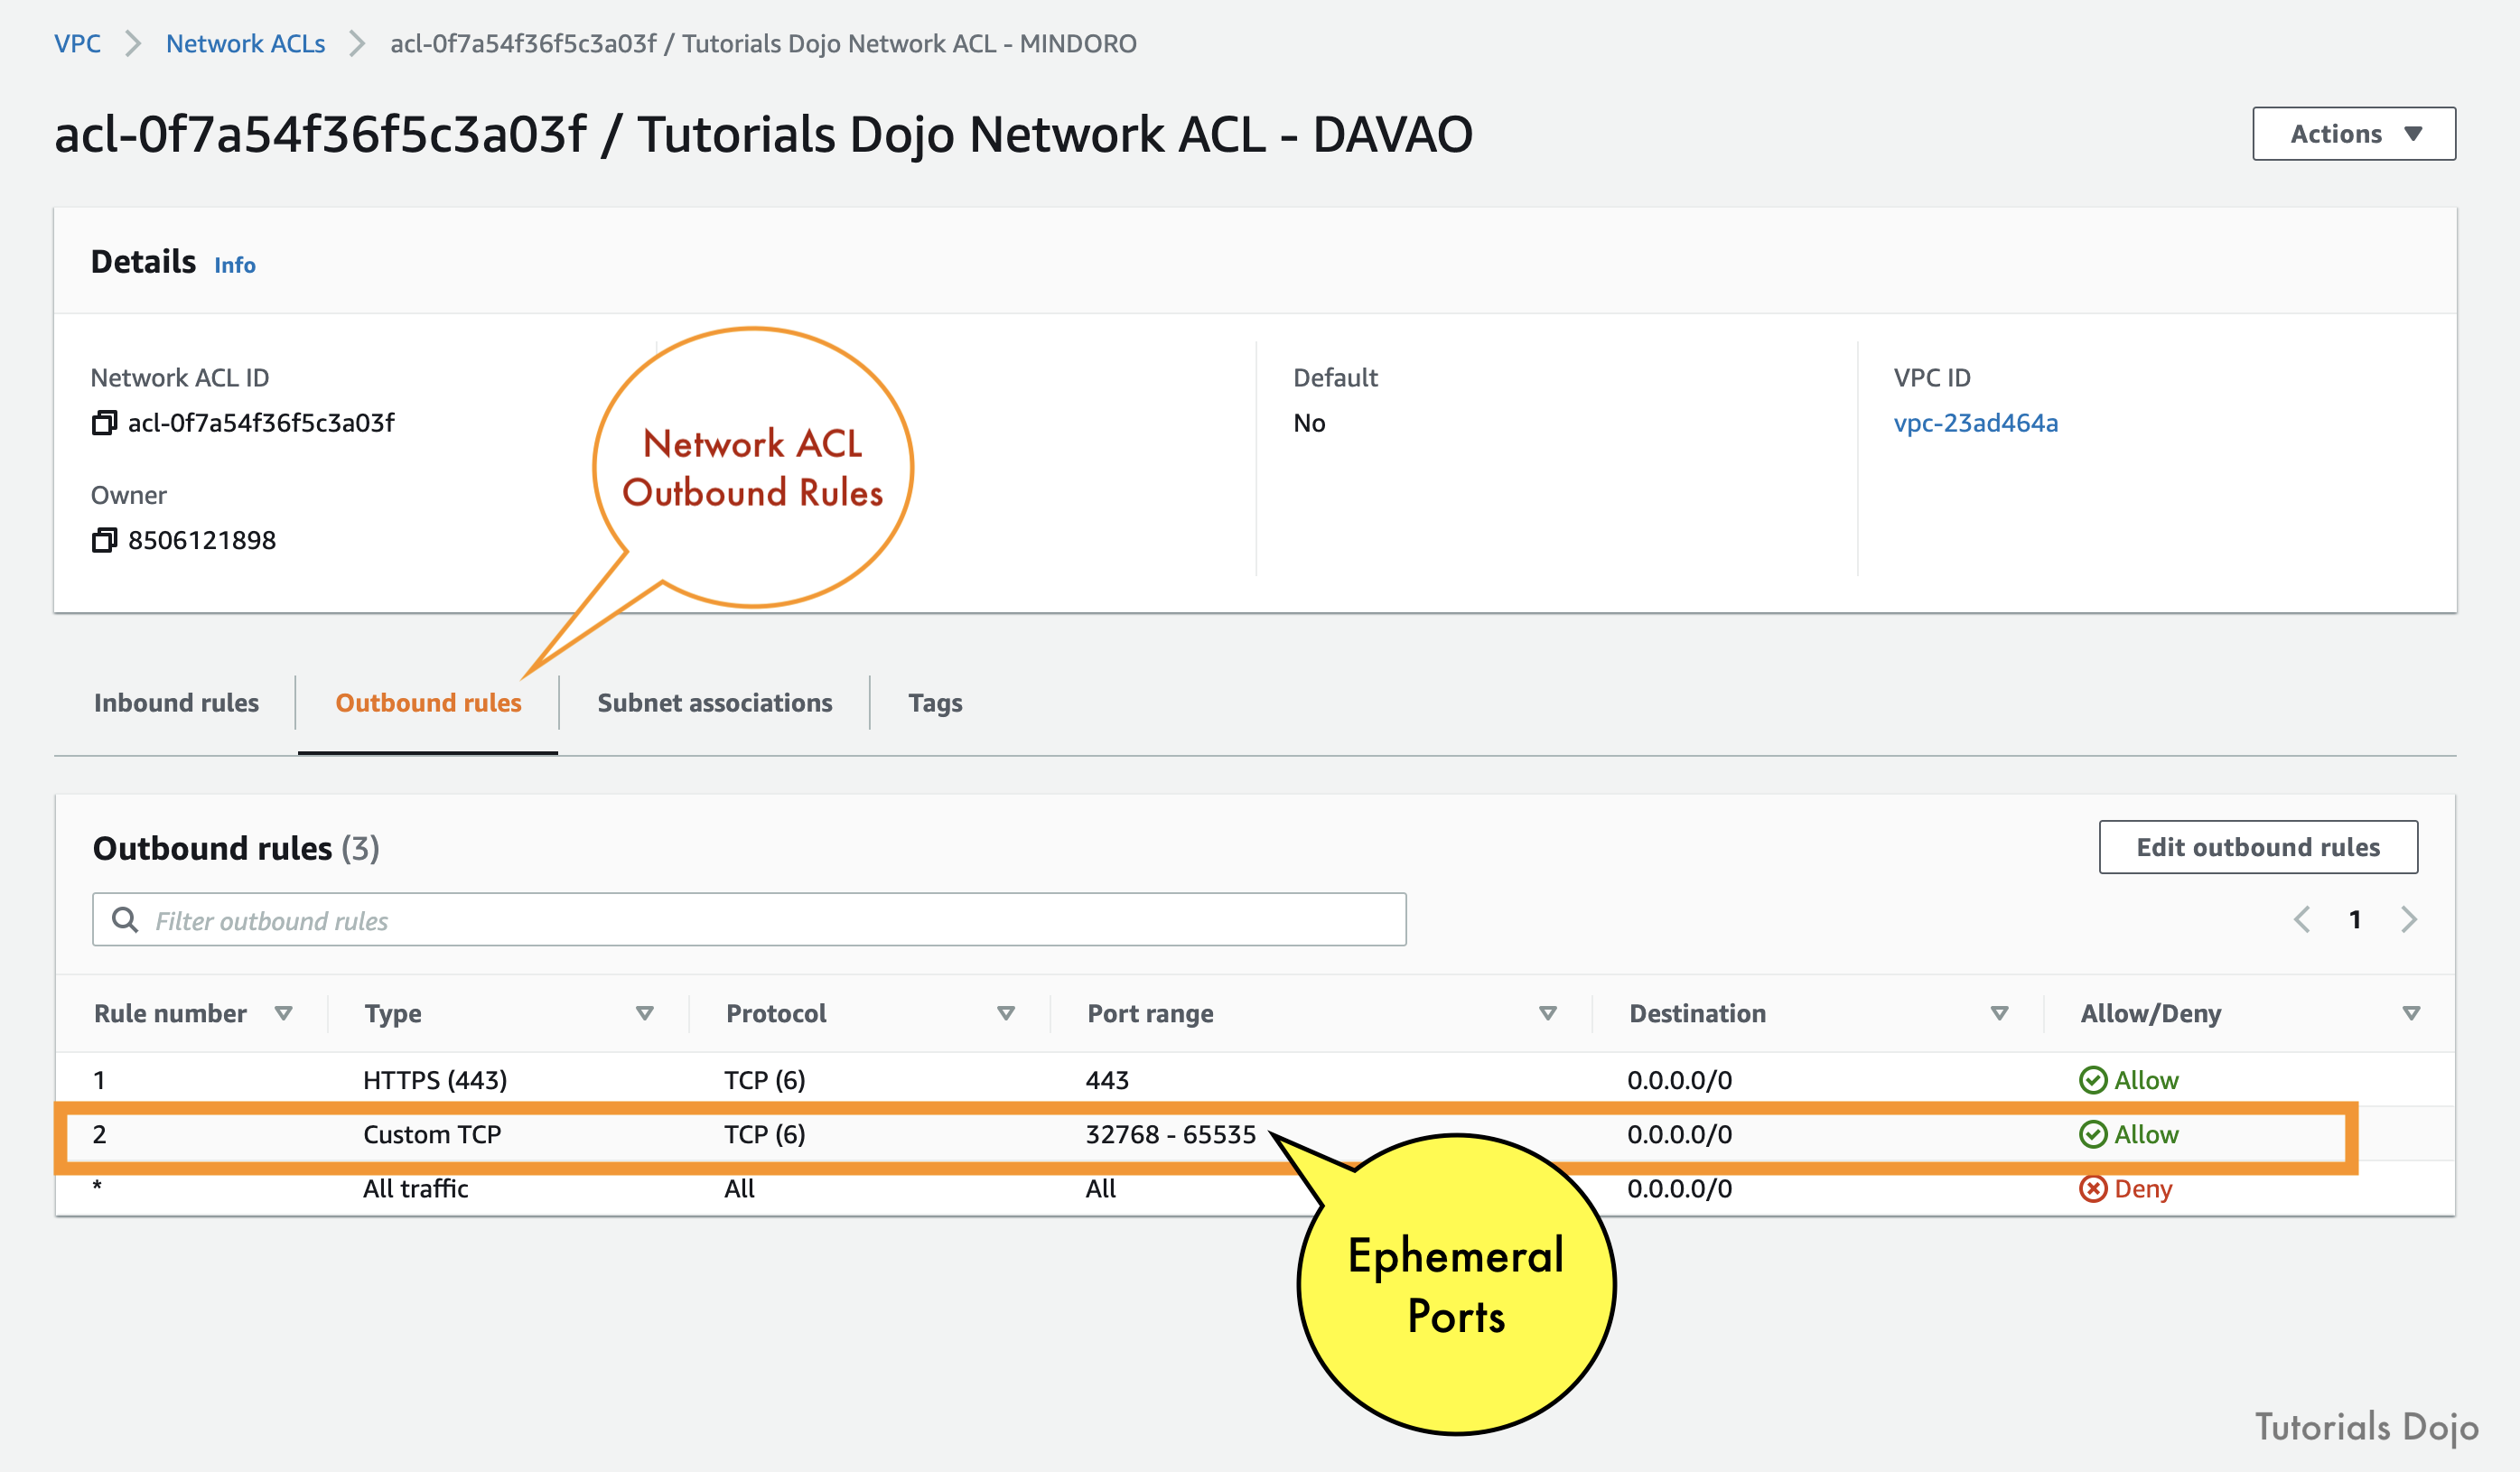 VPC > Network ACLs > acl-0f7a54f36f5c3a03f / Tutorials Dojo Network ACL - MINDORO
acl-0f7a54f36f5c3a03f / Tutorials Dojo Network ACL - DAVAO
Actions
Details Info
Network ACL ID
acl-0f7a54f36f5c3a03f
Owner
8506121898
Network ACL
Outbound Rules
Default
No
VPC ID
vpc-23ad464a
Inbound rules
Outbound rules
Subnet associations
Tags
Outbound rules (3)
Edit outbound rules
Filter outbound rules
1
Rule number Type Protocol Port range Destination Allow/Deny
1 HTTPS (443) TCP (6) 443 0.0.0.0/0 Allow
2 Custom TCP TCP (6) 32768 - 65535 0.0.0.0/0 Allow
* All traffic All All 0.0.0.0/0 Deny
Ephemeral
Ports
Tutorials Dojo